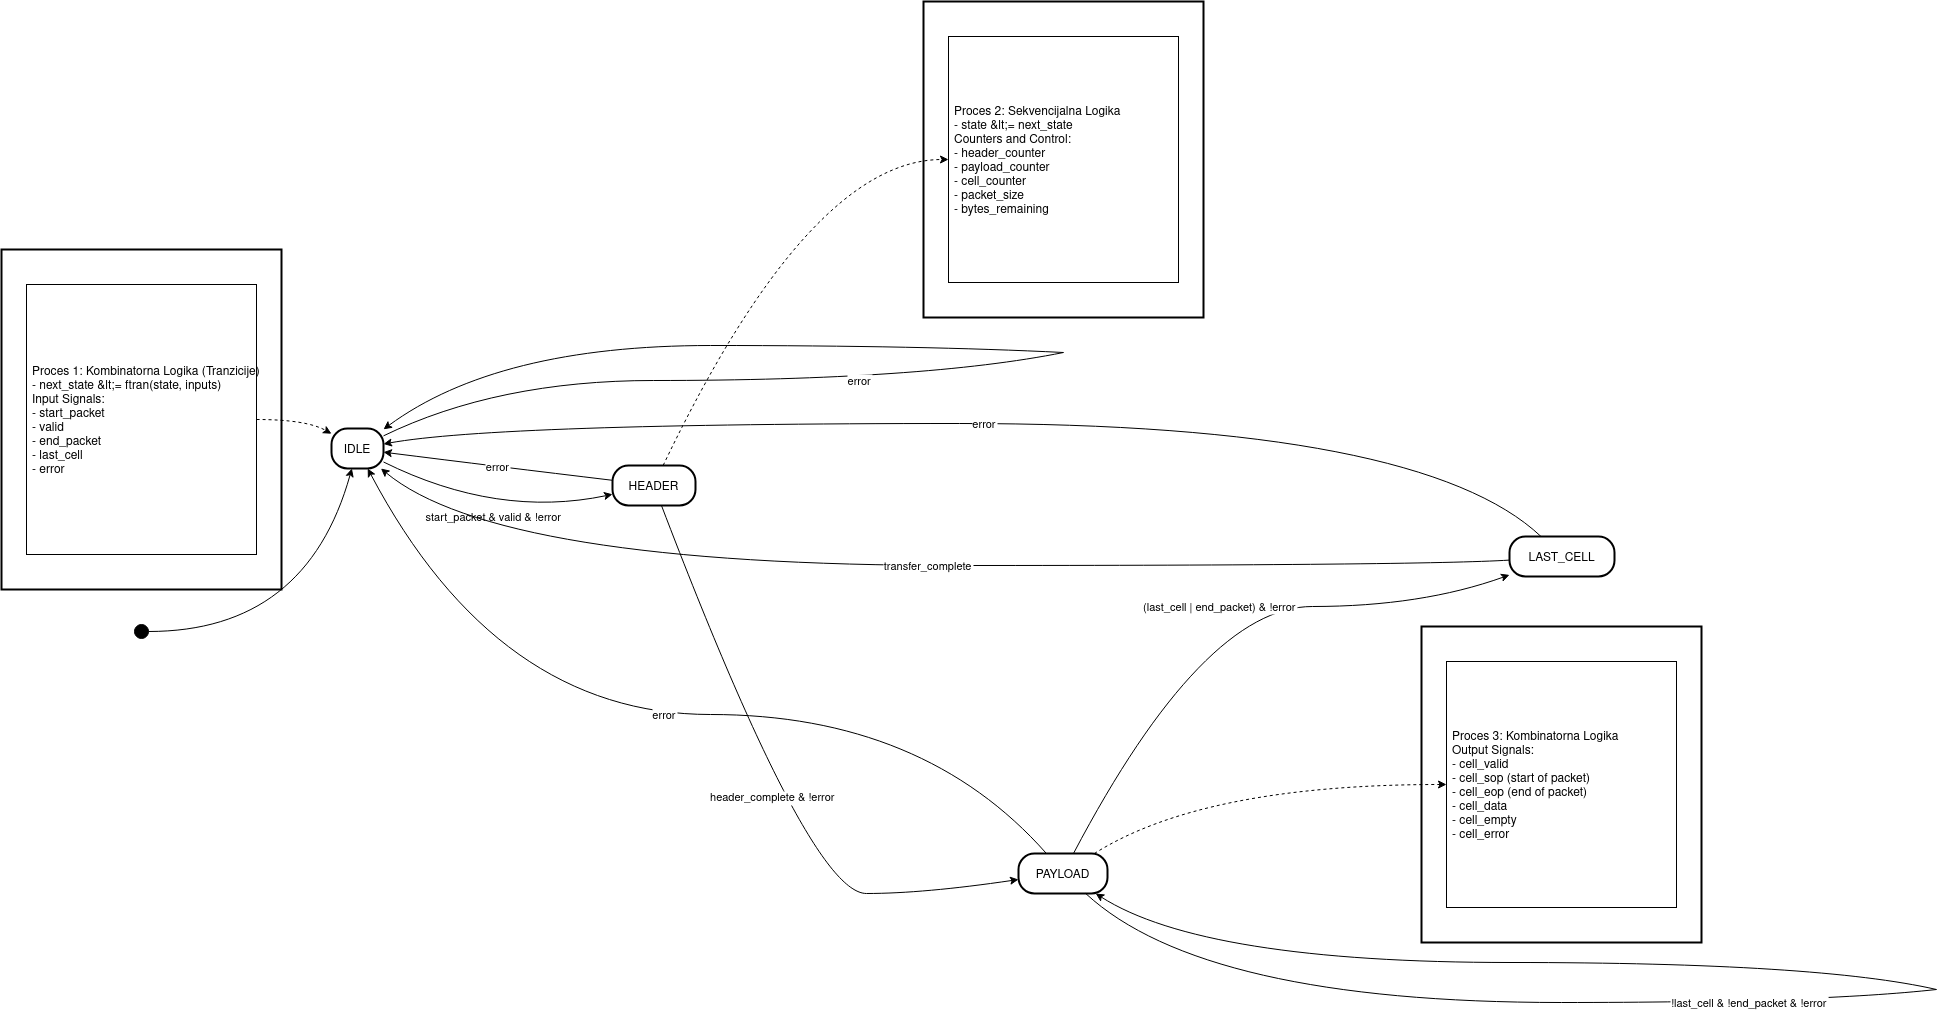 Proces 2: Sekvencijalna Logika
- state &lt;= next_state
Counters and Control:
- header_counter
- payload_counter
- cell_counter
- packet_size
- bytes_remaining
Proces 1: Kombinatorna Logika (Tranzicije)
- next_state &lt;= ftran(state, inputs)
Input Signals:
- start_packet
- valid
- end_packet
- last_cell
- error
error
error
IDLE
error
HEADER
start_packet & valid & !error
LAST_CELL
transfer_complete
(last_cell | end_packet) & !error
error
Proces 3: Kombinatorna Logika
Output Signals:
- cell_valid
- cell_sop (start of packet)
- cell_eop (end of packet)
- cell_data
- cell_empty
- cell_error
header_complete & !error
PAYLOAD
!last_cell & !end_packet & !error